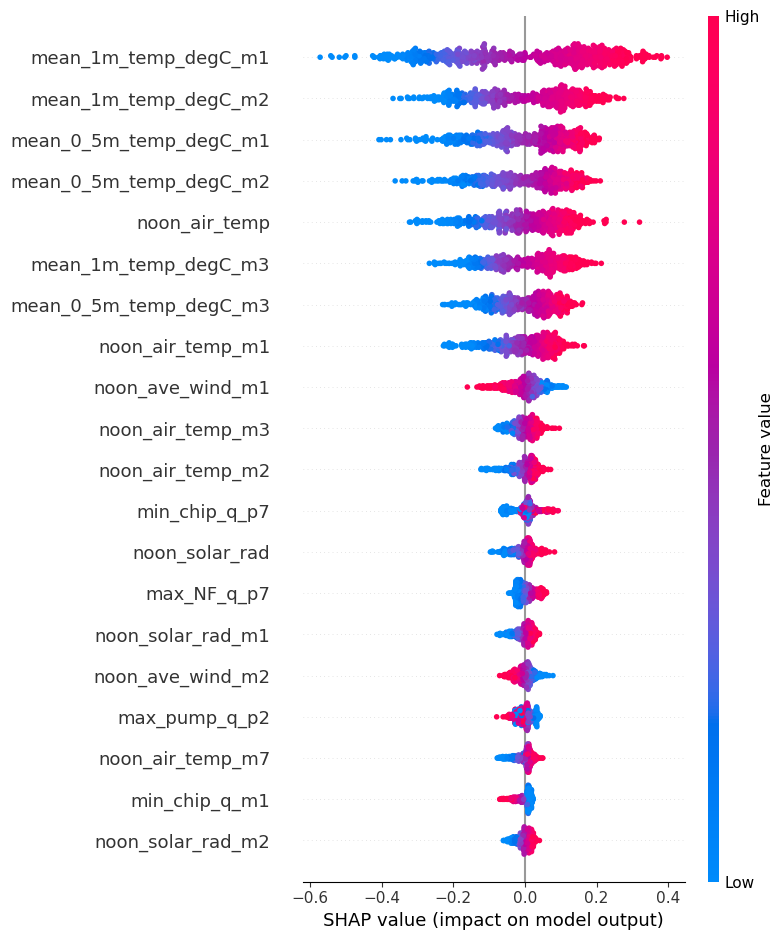 High
mean_1m_temp_degC_m1
mean_1m_temp_degC_m2
mean_0_5m_temp_degC_m1
mean_0_5m_temp_degC_m2
noon_air_temp
mean_1m_temp_degC_m3
mean_0_5m_temp_degC_m3
noon_air_temp_m1
noon_ave_wind_m1
noon_air_temp_m3
noon_air_temp_m2
min_chip_q_p7
noon_solar_rad
max_NF_q_p7
noon_solar_rad_m1
noon_ave_wind_m2
max_pump_q_p2
noon_air_temp_m7
min_chip_q_m1
noon_solar_rad_m2
Feature value
Low
−0.6 −0.4 −0.2 0.0 0.2 0.4
SHAP value (impact on model output)